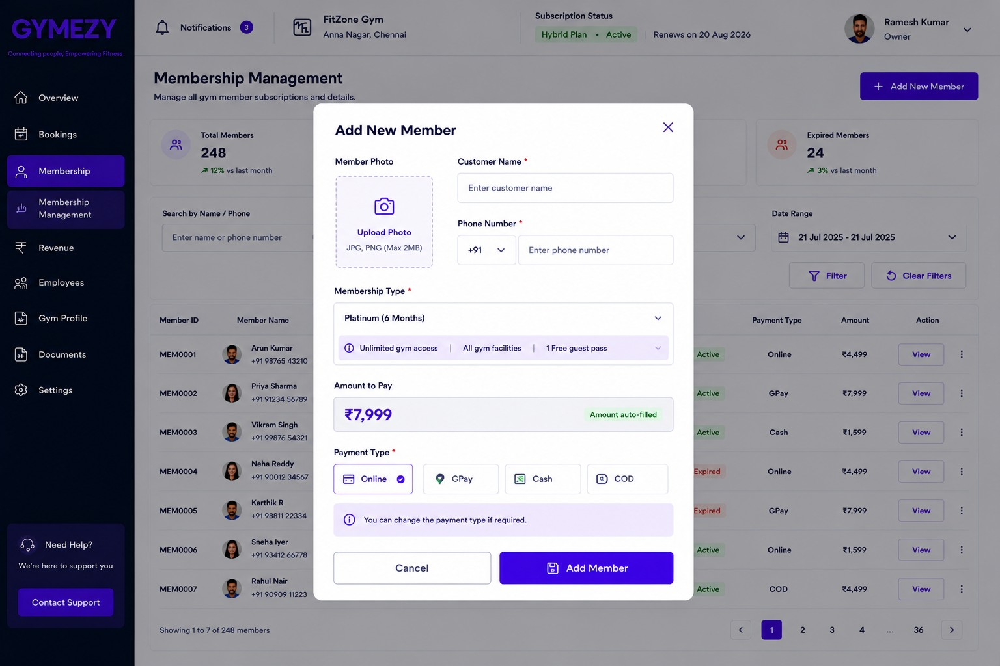 GYMEZY
Connecting people, Empowering Fitness
Overview
Bookings
Membership
Membership
Management
Revenue
Employees
Gym Profile
Documents
Settings
Need Help?
We're here to support you
Contact Support
Notifications 3
FitZone Gym
Anna Nagar, Chennai
Subscription Status
Hybrid Plan • Active Renews on 20 Aug 2026
Ramesh Kumar
Owner
Membership Management
Manage all gym member subscriptions and details.
+ Add New Member
Total Members
248
12% vs last month
Expired Members
24
3% vs last month
Search by Name / Phone
Enter name or phone number
Date Range
21 Jul 2025 - 21 Jul 2025
Filter
Clear Filters
Member ID Member Name Payment Type Amount Action
MEM0001 Arun Kumar +91 98765 43210 Active Online ₹4,499 View
MEM0002 Priya Sharma +91 91234 56789 Active GPay ₹7,999 View
MEM0003 Vikram Singh +91 99876 54321 Active Cash ₹1,599 View
MEM0004 Neha Reddy +91 90012 34567 Expired Online ₹4,499 View
MEM0005 Karthik R +91 98811 22334 Expired GPay ₹7,999 View
MEM0006 Sneha Iyer +91 93412 66778 Active Online ₹1,599 View
MEM0007 Rahul Nair +91 90909 11223 Active COD ₹4,499 View
Showing 1 to 7 of 248 members
1 2 3 4 ... 36
Add New Member
Member Photo
Upload Photo
JPG, PNG (Max 2MB)
Customer Name *
Enter customer name
Phone Number *
+91 Enter phone number
Membership Type *
Platinum (6 Months)
Unlimited gym access | All gym facilities | 1 Free guest pass
Amount to Pay
₹7,999 Amount auto-filled
Payment Type *
Online GPay Cash COD
You can change the payment type if required.
Cancel Add Member